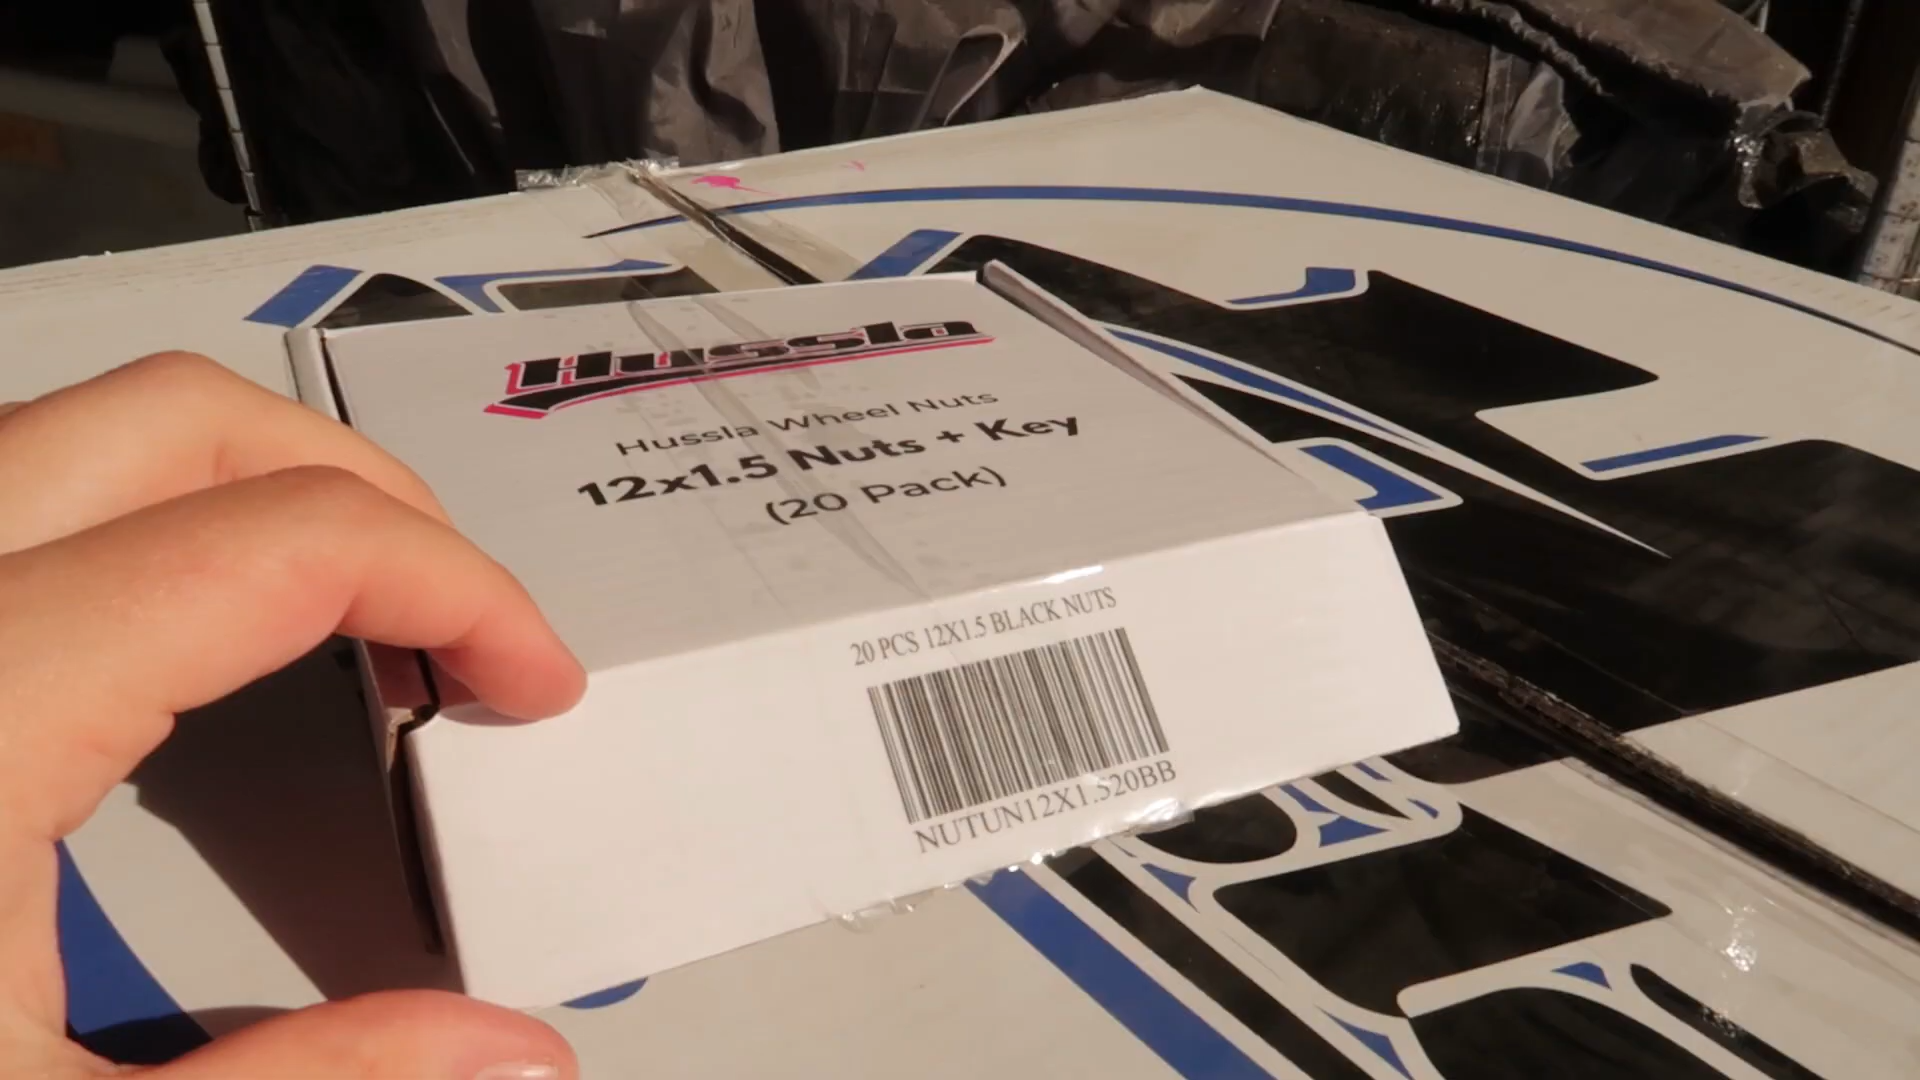 Hussla
Hussla Wheel Nuts
12x1.5 Nuts + Key
(20 Pack)
20 PCS 12X1.5 BLACK NUTS
NUTUN12X1.520BB